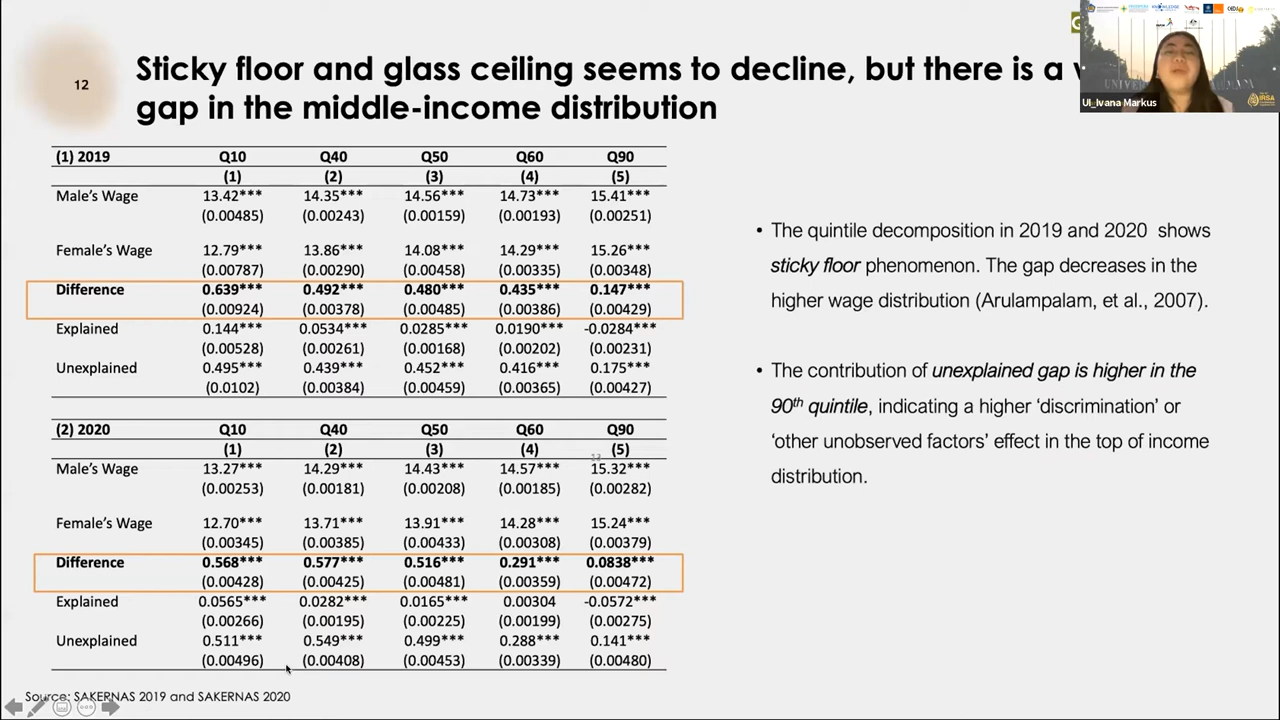 12
Sticky floor and glass ceiling seems to decline, but there is a
gap in the middle-income distribution
UI_Ivana Markus
(1) 2019 Q10 Q40 Q50 Q60 Q90
(1) (2) (3) (4) (5)
Male's Wage 13.42*** 14.35*** 14.56*** 14.73*** 15.41***
(0.00485) (0.00243) (0.00159) (0.00193) (0.00251)
Female's Wage 12.79*** 13.86*** 14.08*** 14.29*** 15.26***
(0.00787) (0.00290) (0.00458) (0.00335) (0.00348)
Difference 0.639*** 0.492*** 0.480*** 0.435*** 0.147***
(0.00924) (0.00378) (0.00485) (0.00386) (0.00429)
Explained 0.144*** 0.0534*** 0.0285*** 0.0190*** -0.0284***
(0.00528) (0.00261) (0.00168) (0.00202) (0.00231)
Unexplained 0.495*** 0.439*** 0.452*** 0.416*** 0.175***
(0.0102) (0.00384) (0.00459) (0.00365) (0.00427)
(2) 2020 Q10 Q40 Q50 Q60 Q90
(1) (2) (3) (4) (5)
13
Male's Wage 13.27*** 14.29*** 14.43*** 14.57*** 15.32***
(0.00253) (0.00181) (0.00208) (0.00185) (0.00282)
Female's Wage 12.70*** 13.71*** 13.91*** 14.28*** 15.24***
(0.00345) (0.00385) (0.00433) (0.00308) (0.00379)
Difference 0.568*** 0.577*** 0.516*** 0.291*** 0.0838***
(0.00428) (0.00425) (0.00481) (0.00359) (0.00472)
Explained 0.0565*** 0.0282*** 0.0165*** 0.00304 -0.0572***
(0.00266) (0.00195) (0.00225) (0.00199) (0.00275)
Unexplained 0.511*** 0.549*** 0.499*** 0.288*** 0.141***
(0.00496) (0.00408) (0.00453) (0.00339) (0.00480)
Source: SAKERNAS 2019 and SAKERNAS 2020
• The quintile decomposition in 2019 and 2020 shows
sticky floor phenomenon. The gap decreases in the
higher wage distribution (Arulampalam, et al., 2007).
• The contribution of unexplained gap is higher in the
90th quintile, indicating a higher 'discrimination' or
'other unobserved factors' effect in the top of income
distribution.